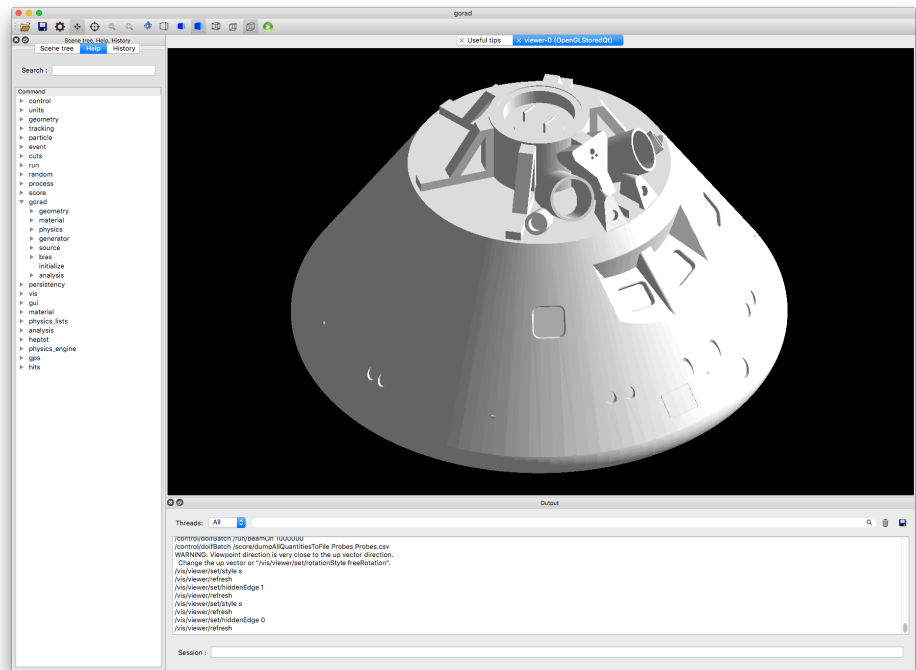 gorad
Scene tree, Help, History
Scene tree Help History
Search :
Command
control
units
geometry
tracking
particle
event
cuts
run
random
process
score
gorad
geometry
material
physics
generator
source
bias
initialize
analysis
persistency
vis
gui
material
physics_lists
analysis
heptst
physics_engine
gps
hits
Useful tips viewer-0 (OpenGLStoredQt)
Output
Threads: All
/control/doifBatch /run/beamOn 1000000
/control/doifBatch /score/dumpAllQuantitiesToFile Probes Probes.csv
WARNING: Viewpoint direction is very close to the up vector direction.
Change the up vector or "/vis/viewer/set/rotationStyle freeRotation".
/vis/viewer/set/style s
/vis/viewer/refresh
/vis/viewer/set/hiddenEdge 1
/vis/viewer/refresh
/vis/viewer/set/style s
/vis/viewer/refresh
/vis/viewer/set/hiddenEdge 0
/vis/viewer/refresh
Session :